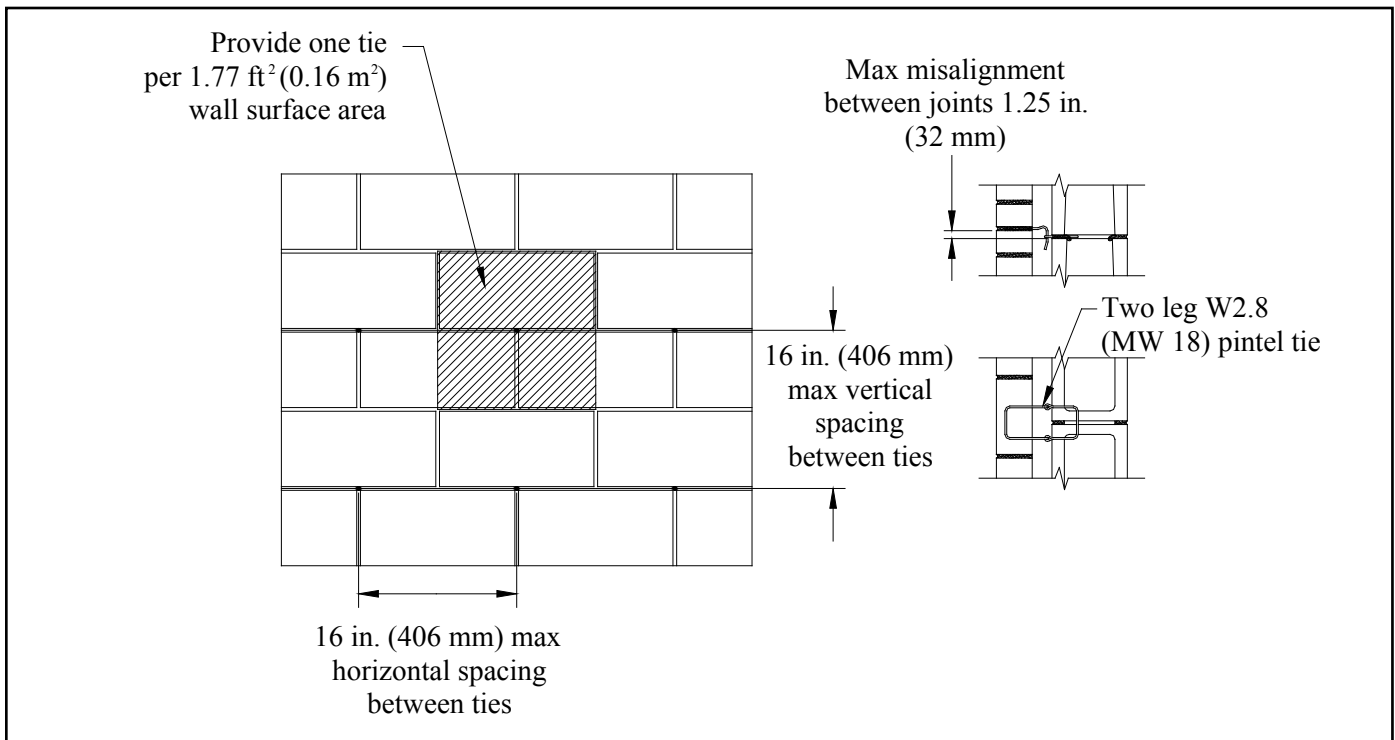 Provide one tie
per 1.77 ft² (0.16 m²)
wall surface area
Max misalignment
between joints 1.25 in.
(32 mm)
Two leg W2.8
(MW 18) pintel tie
16 in. (406 mm)
max vertical
spacing
between ties
16 in. (406 mm) max
horizontal spacing
between ties